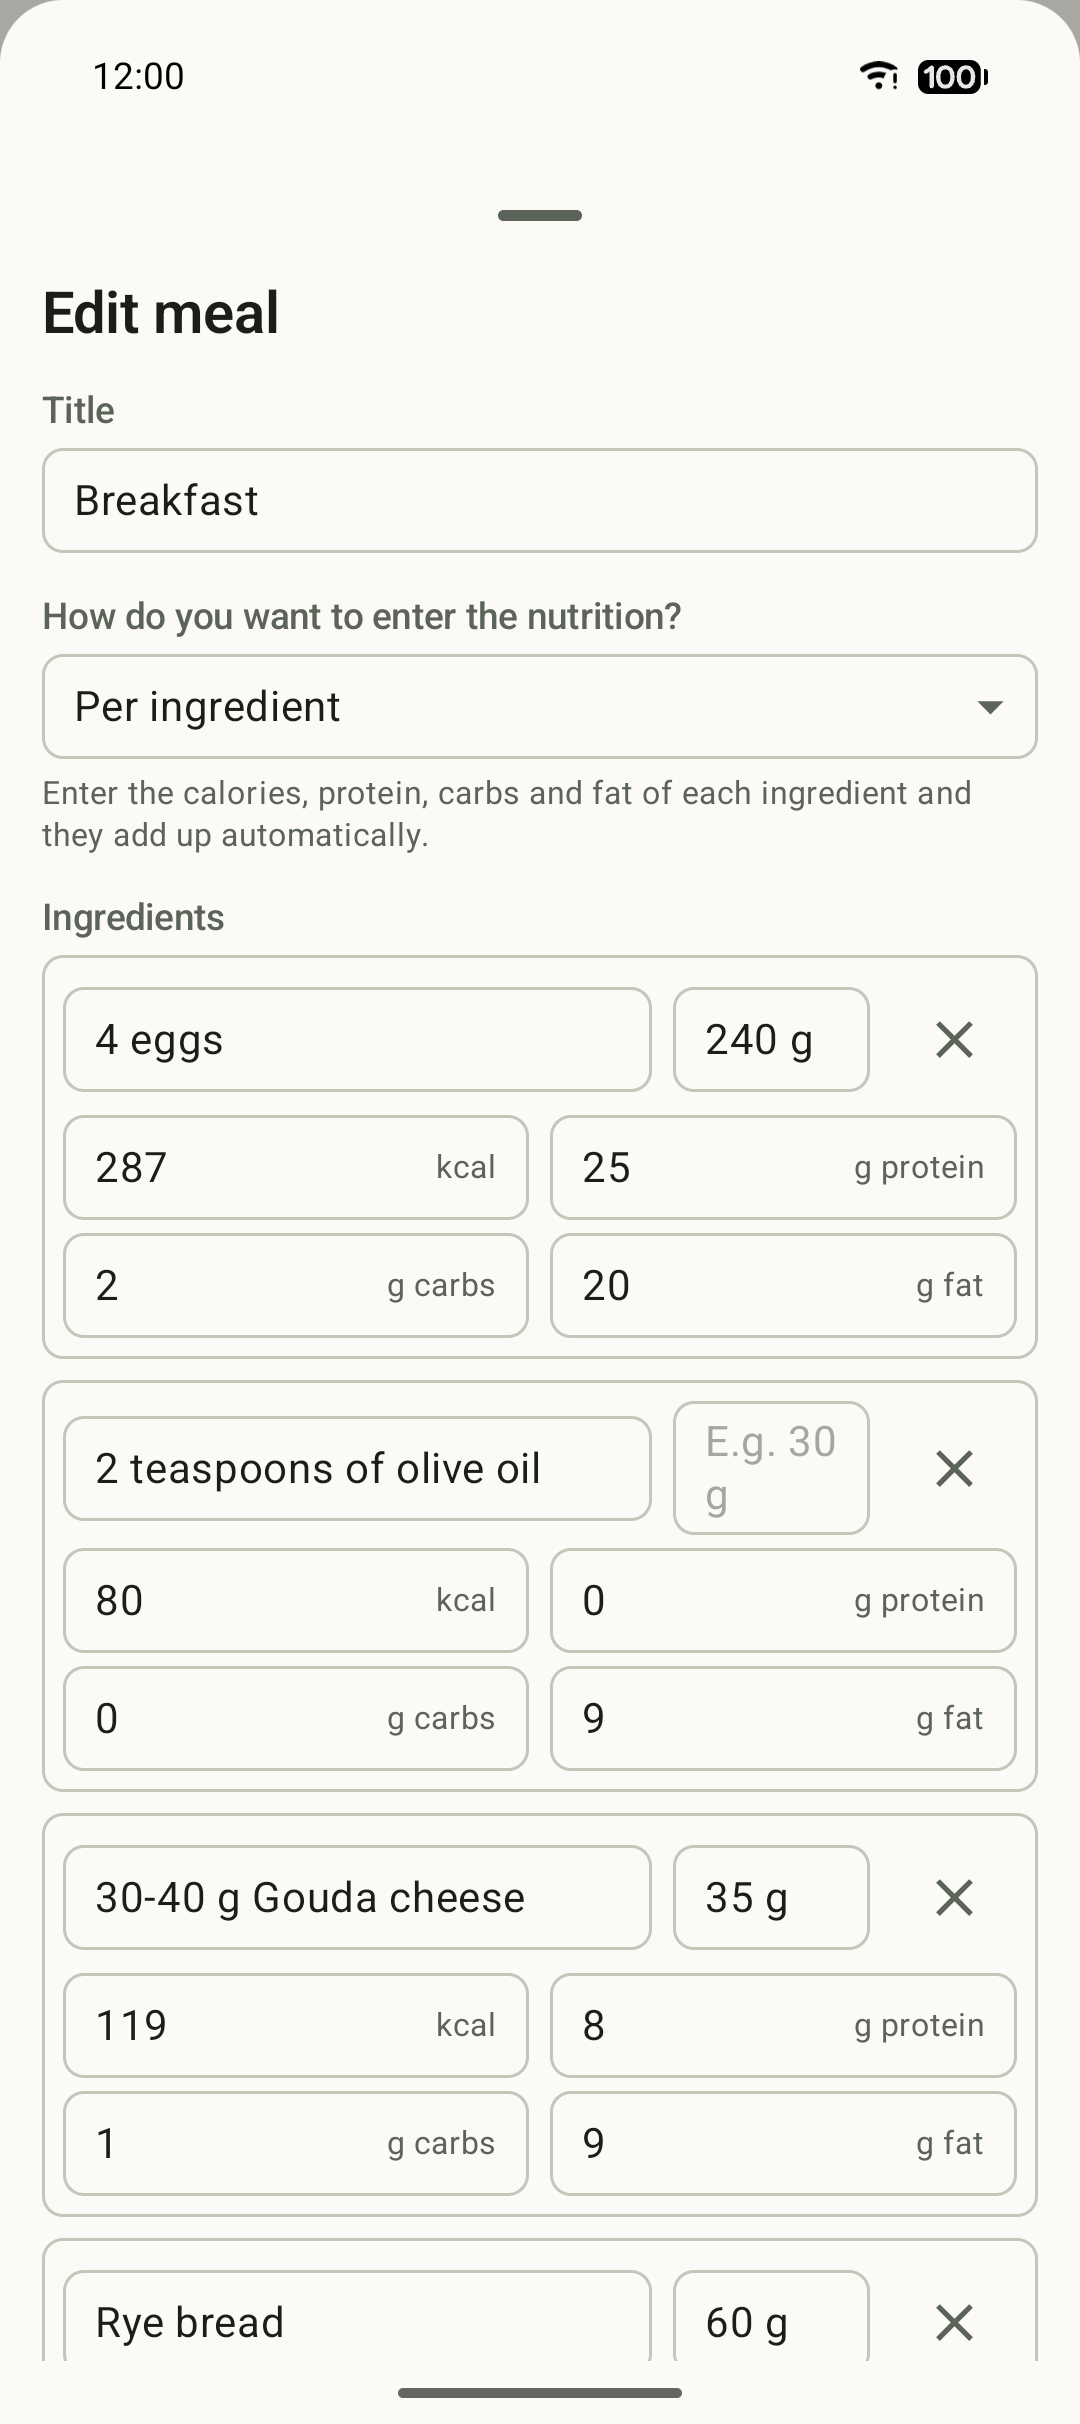 12:00
100
Edit meal
Title
Breakfast
How do you want to enter the nutrition?
Per ingredient
Enter the calories, protein, carbs and fat of each ingredient and
they add up automatically.
Ingredients
4 eggs
240 g
287 kcal
25 g protein
2 g carbs
20 g fat
2 teaspoons of olive oil
E.g. 30
g
80 kcal
0 g protein
0 g carbs
9 g fat
30-40 g Gouda cheese
35 g
119 kcal
8 g protein
1 g carbs
9 g fat
Rye bread
60 g